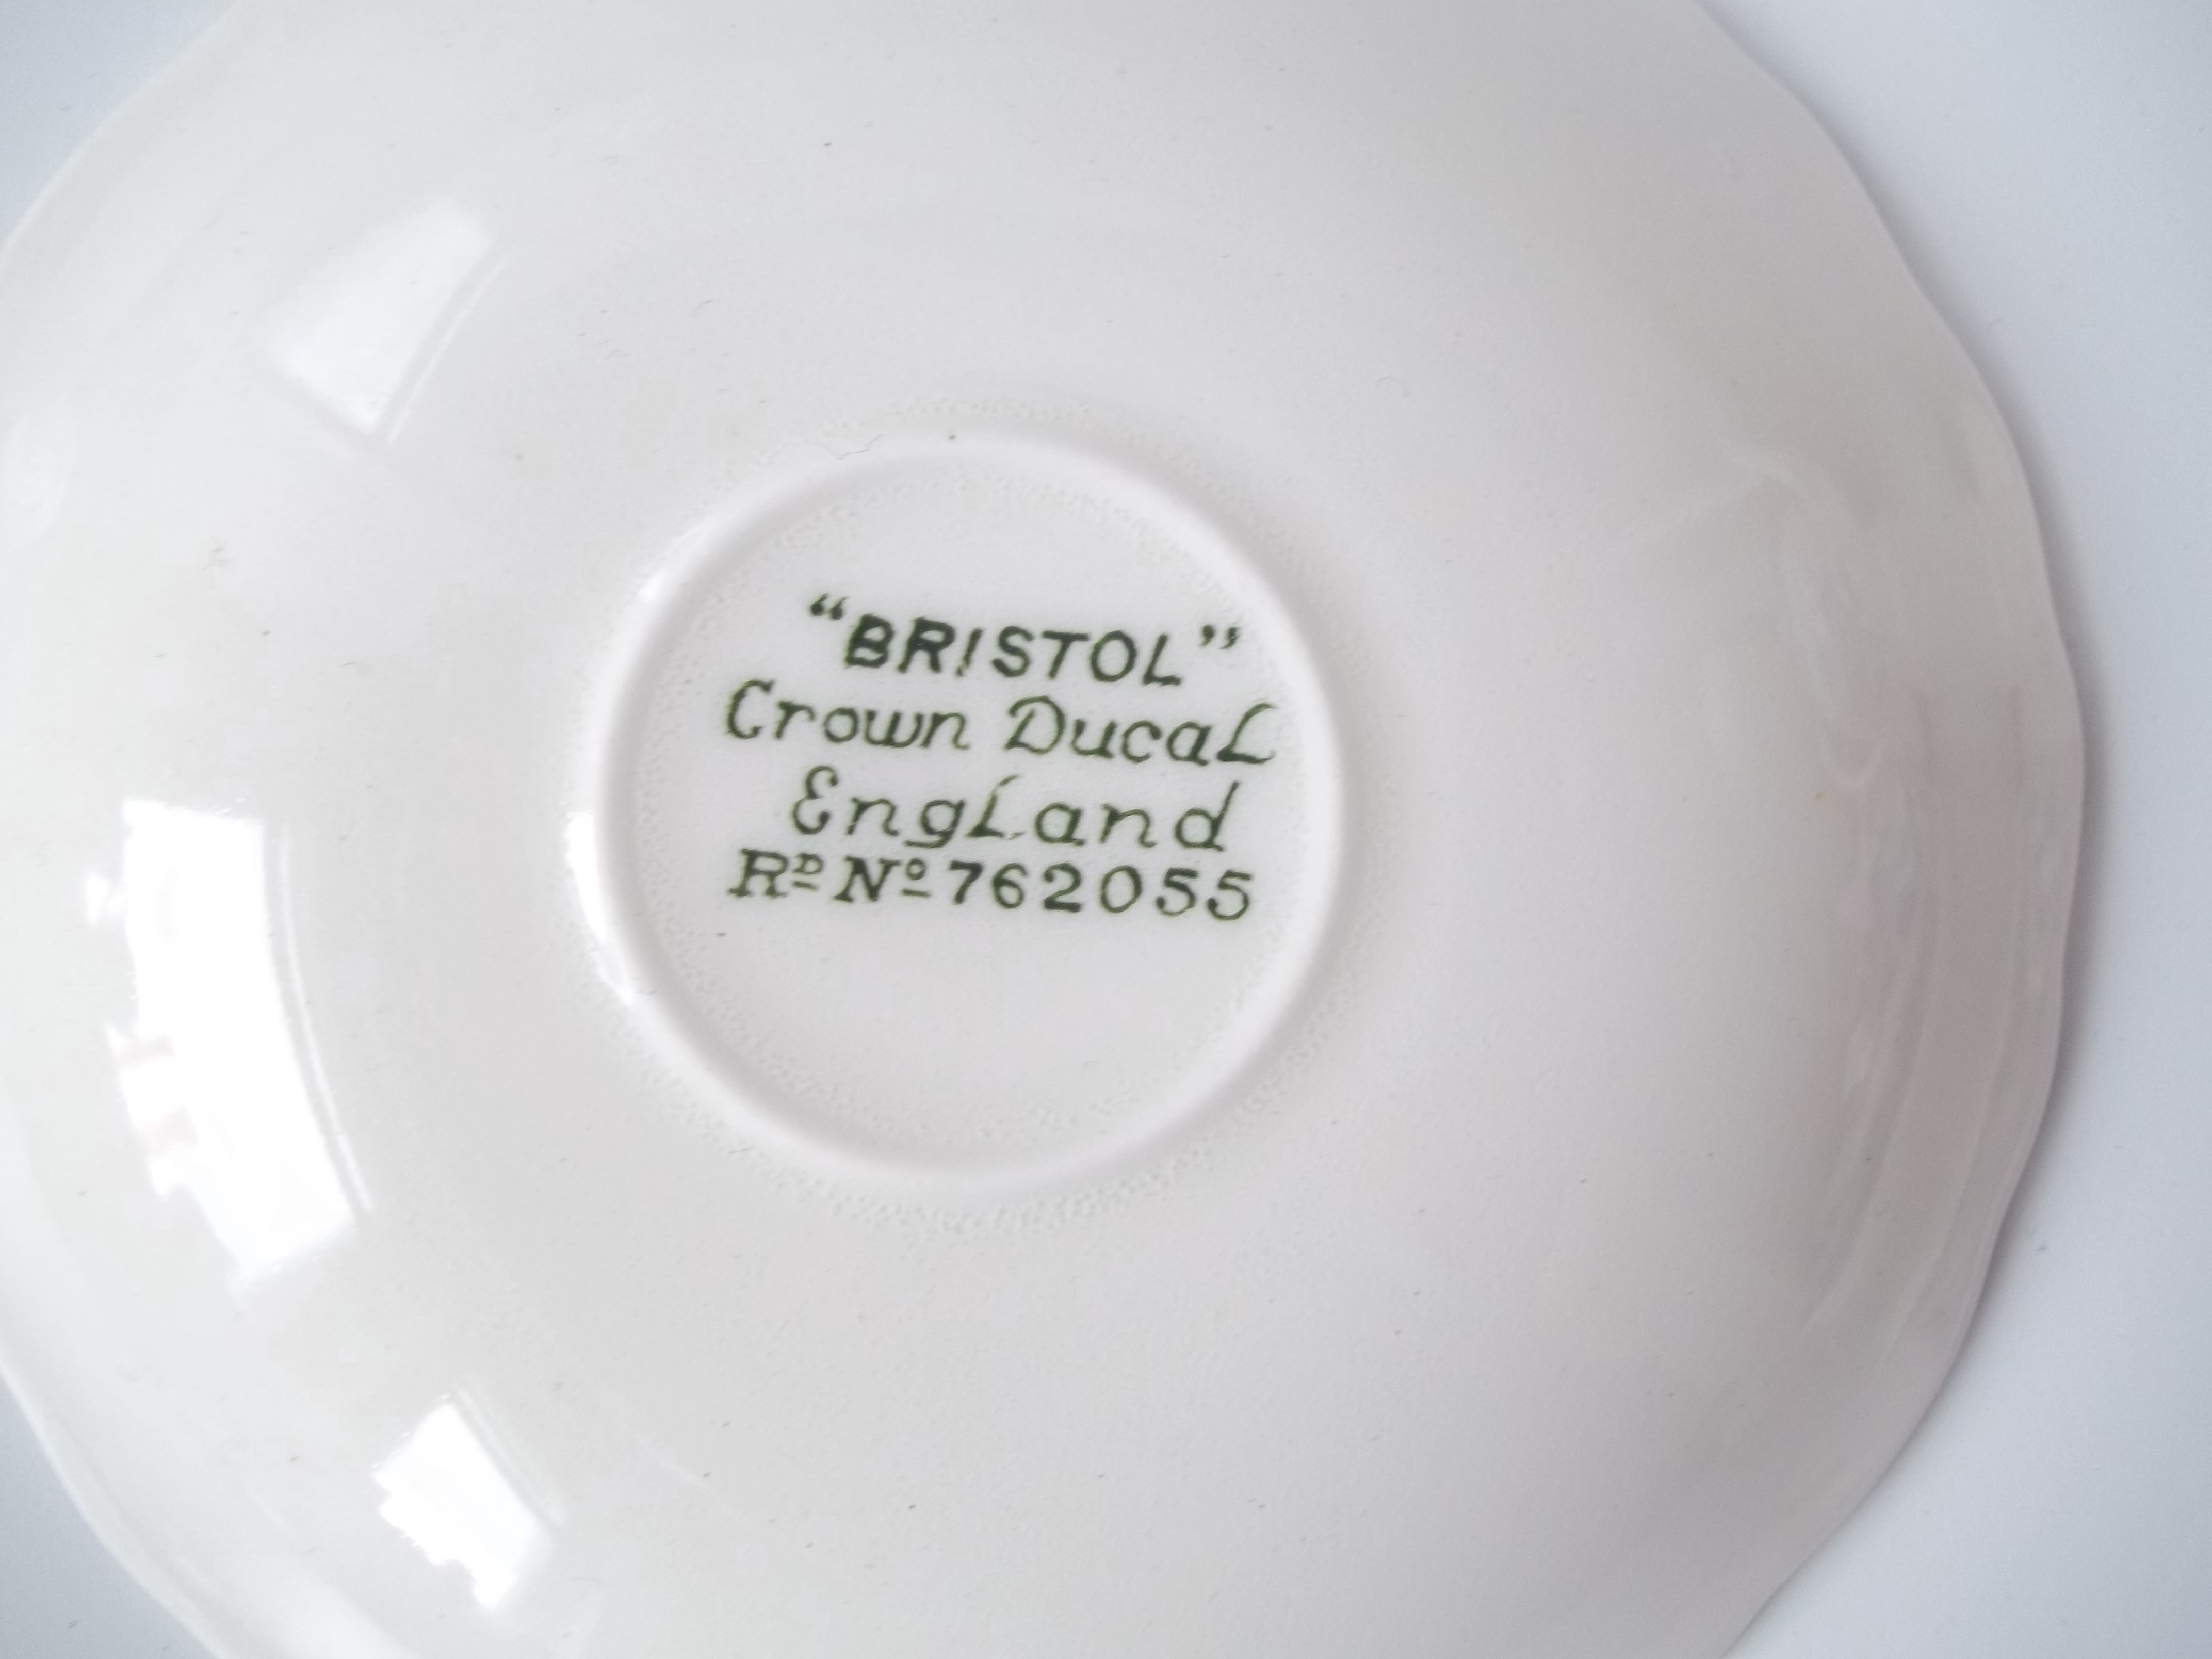 “BRISTOL”
Crown Ducal
England
Rᴰ Nº 762055